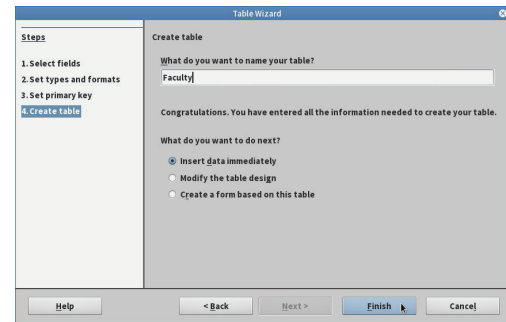 Table Wizard
Steps
1. Select fields
2. Set types and formats
3. Set primary key
4. Create table
Create table
What do you want to name your table?
Faculty
Congratulations. You have entered all the information needed to create your table.
What do you want to do next?
Insert data immediately
Modify the table design
Create a form based on this table
Help
< Back
Next >
Finish
Cancel